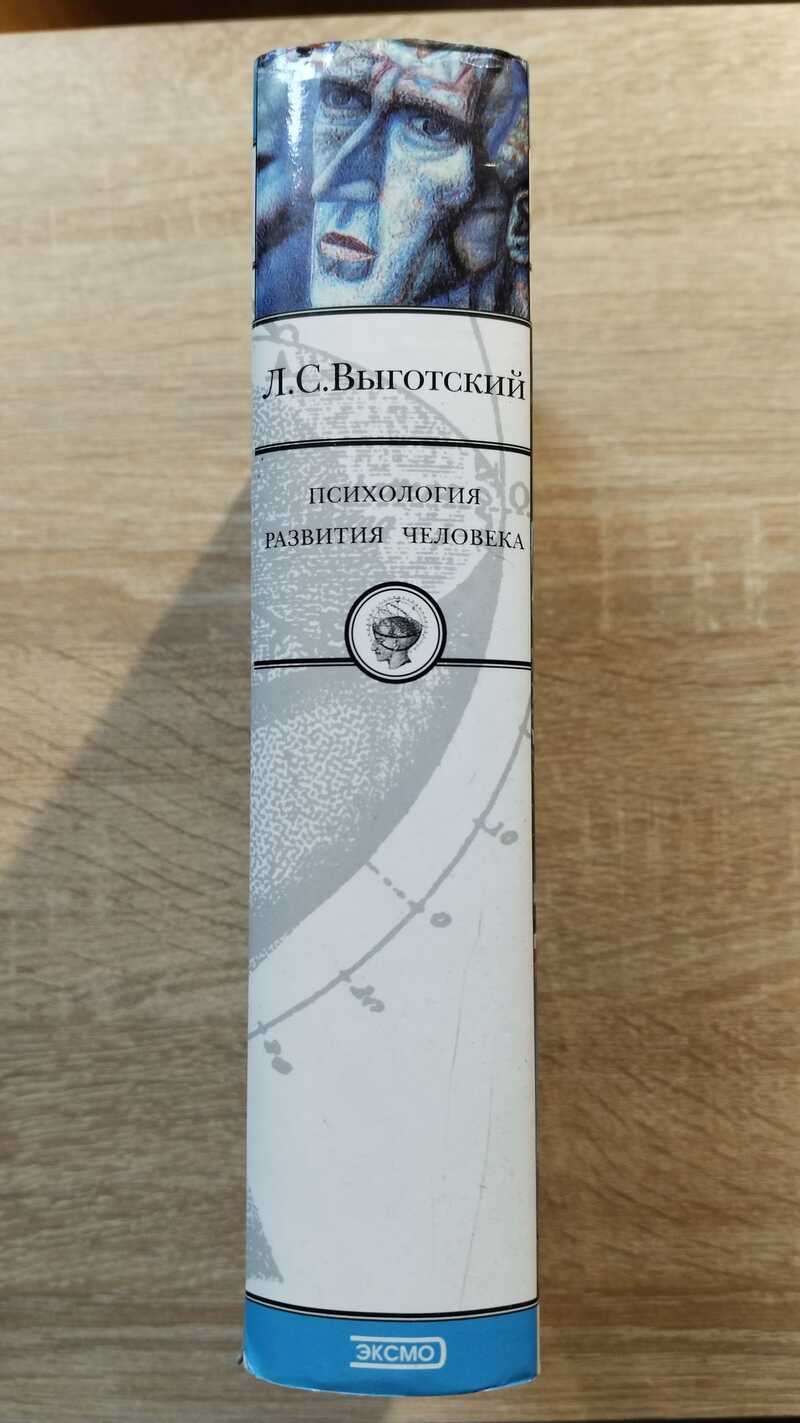 Л.С.Выготский
ПСИХОЛОГИЯ
РАЗВИТИЯ ЧЕЛОВЕКА
ЭКСМО